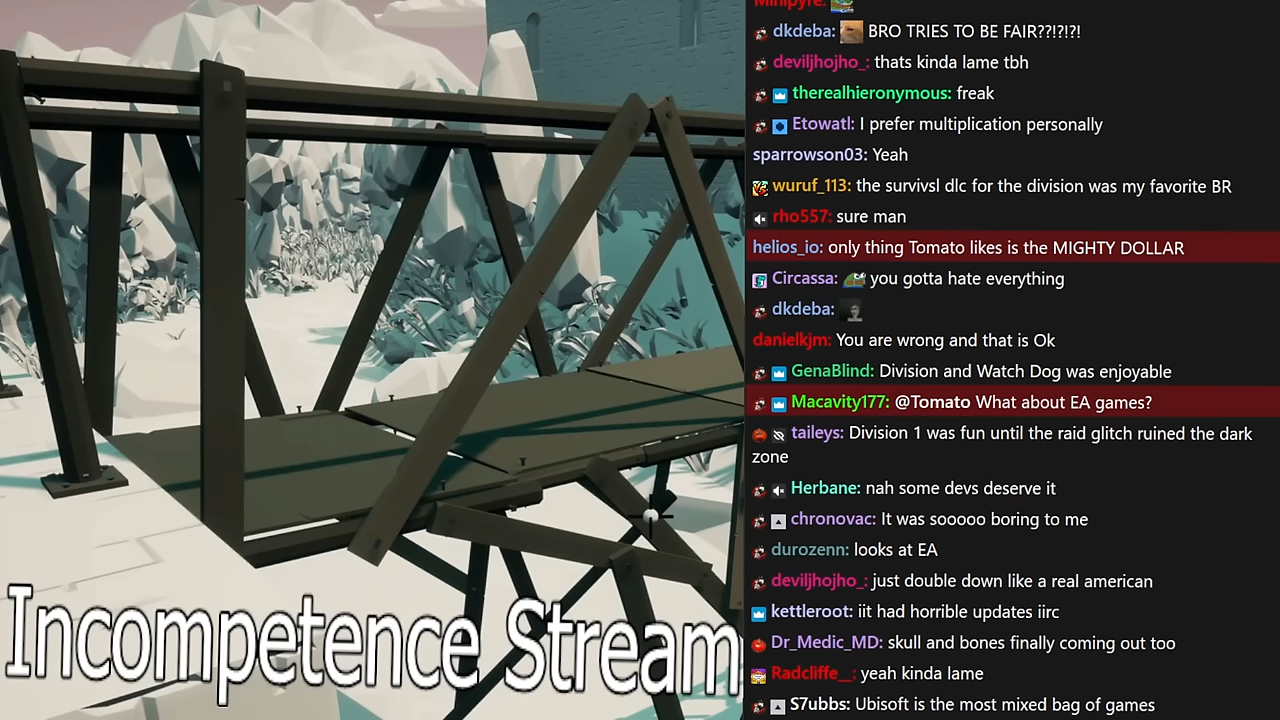 Minipyre:
dkdeba: BRO TRIES TO BE FAIR??!?!?!
deviljhojho_: thats kinda lame tbh
therealhieronymous: freak
Etowatl: I prefer multiplication personally
sparrowson03: Yeah
wuruf_113: the survivsl dlc for the division was my favorite BR
rho557: sure man
helios_io: only thing Tomato likes is the MIGHTY DOLLAR
Circassa: you gotta hate everything
dkdeba:
danielkjm: You are wrong and that is Ok
GenaBlind: Division and Watch Dog was enjoyable
Macavity177: @Tomato What about EA games?
taileys: Division 1 was fun until the raid glitch ruined the dark
zone
Herbane: nah some devs deserve it
chronovac: It was sooooo boring to me
durozenn: looks at EA
deviljhojho_: just double down like a real american
kettleroot: iit had horrible updates iirc
Dr_Medic_MD: skull and bones finally coming out too
Radcliffe__: yeah kinda lame
S7ubbs: Ubisoft is the most mixed bag of games
Incompetence Stream